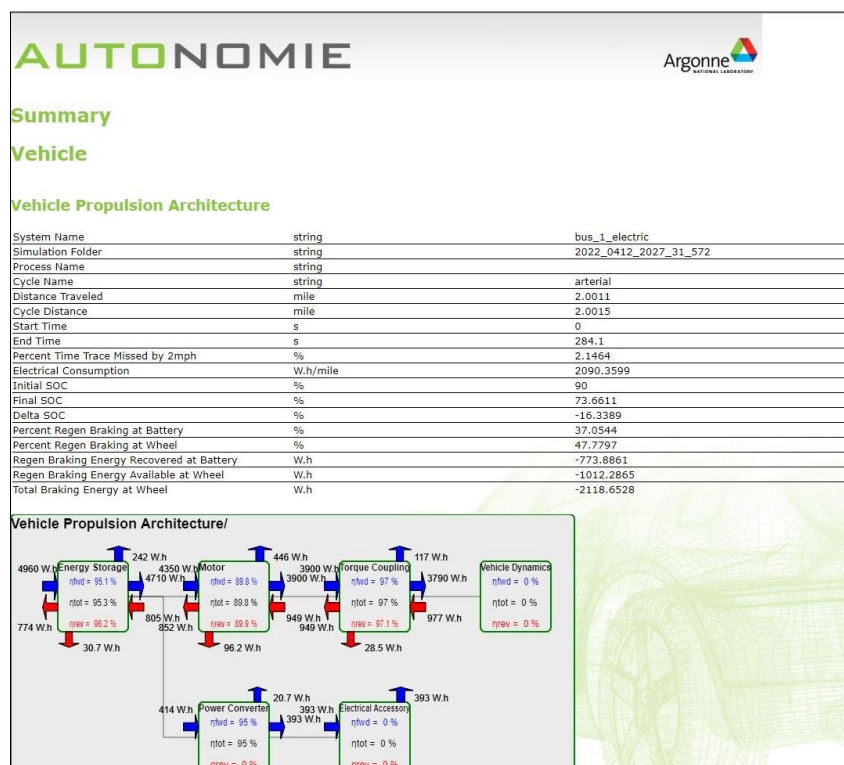 AUTONOMIE
Argonne
NATIONAL LABORATORY
Summary
Vehicle
Vehicle Propulsion Architecture
System Name string bus_1_electric
Simulation Folder string 2022_0412_2027_31_572
Process Name string
Cycle Name string arterial
Distance Traveled mile 2.0011
Cycle Distance mile 2.0015
Start Time s 0
End Time s 284.1
Percent Time Trace Missed by 2mph % 2.1464
Electrical Consumption W.h/mile 2090.3599
Initial SOC % 90
Final SOC % 73.6611
Delta SOC % -16.3389
Percent Regen Braking at Battery % 37.0544
Percent Regen Braking at Wheel % 47.7797
Regen Braking Energy Recovered at Battery W.h -773.8861
Regen Braking Energy Available at Wheel W.h -1012.2865
Total Braking Energy at Wheel W.h -2118.6528
Vehicle Propulsion Architecture/
242 W.h 446 W.h 117 W.h
4960 W.h Energy Storage 4350 W.h Motor 3900 W.h Torque Coupling Vehicle Dynamics
ηfwd = 95.1 % 4710 W.h ηfwd = 89.8 % 3900 W.h ηfwd = 97 % 3790 W.h ηfwd = 0 %
ηtot = 95.3 % ηtot = 89.8 % ηtot = 97 % ηtot = 0 %
774 W.h ηrev = 96.2 % 805 W.h 852 W.h ηrev = 89.9 % 949 W.h 949 W.h ηrev = 97.1 % 977 W.h ηrev = 0 %
30.7 W.h 96.2 W.h 28.5 W.h
20.7 W.h 393 W.h
414 W.h Power Converter 393 W.h Electrical Accessory
ηfwd = 95 % 393 W.h ηfwd = 0 %
ηtot = 95 % ηtot = 0 %
ηrev = 0 % ηrev = 0 %